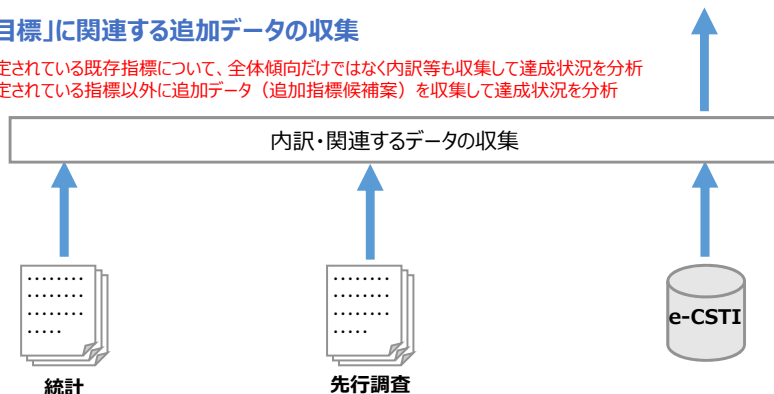 目標」に関連する追加データの収集
定されている既存指標について、全体傾向だけではなく内訳等も収集して達成状況を分析
定されている指標以外に追加データ（追加指標候補案）を収集して達成状況を分析
内訳・関連するデータの収集
e-CSTI
統計
先行調査